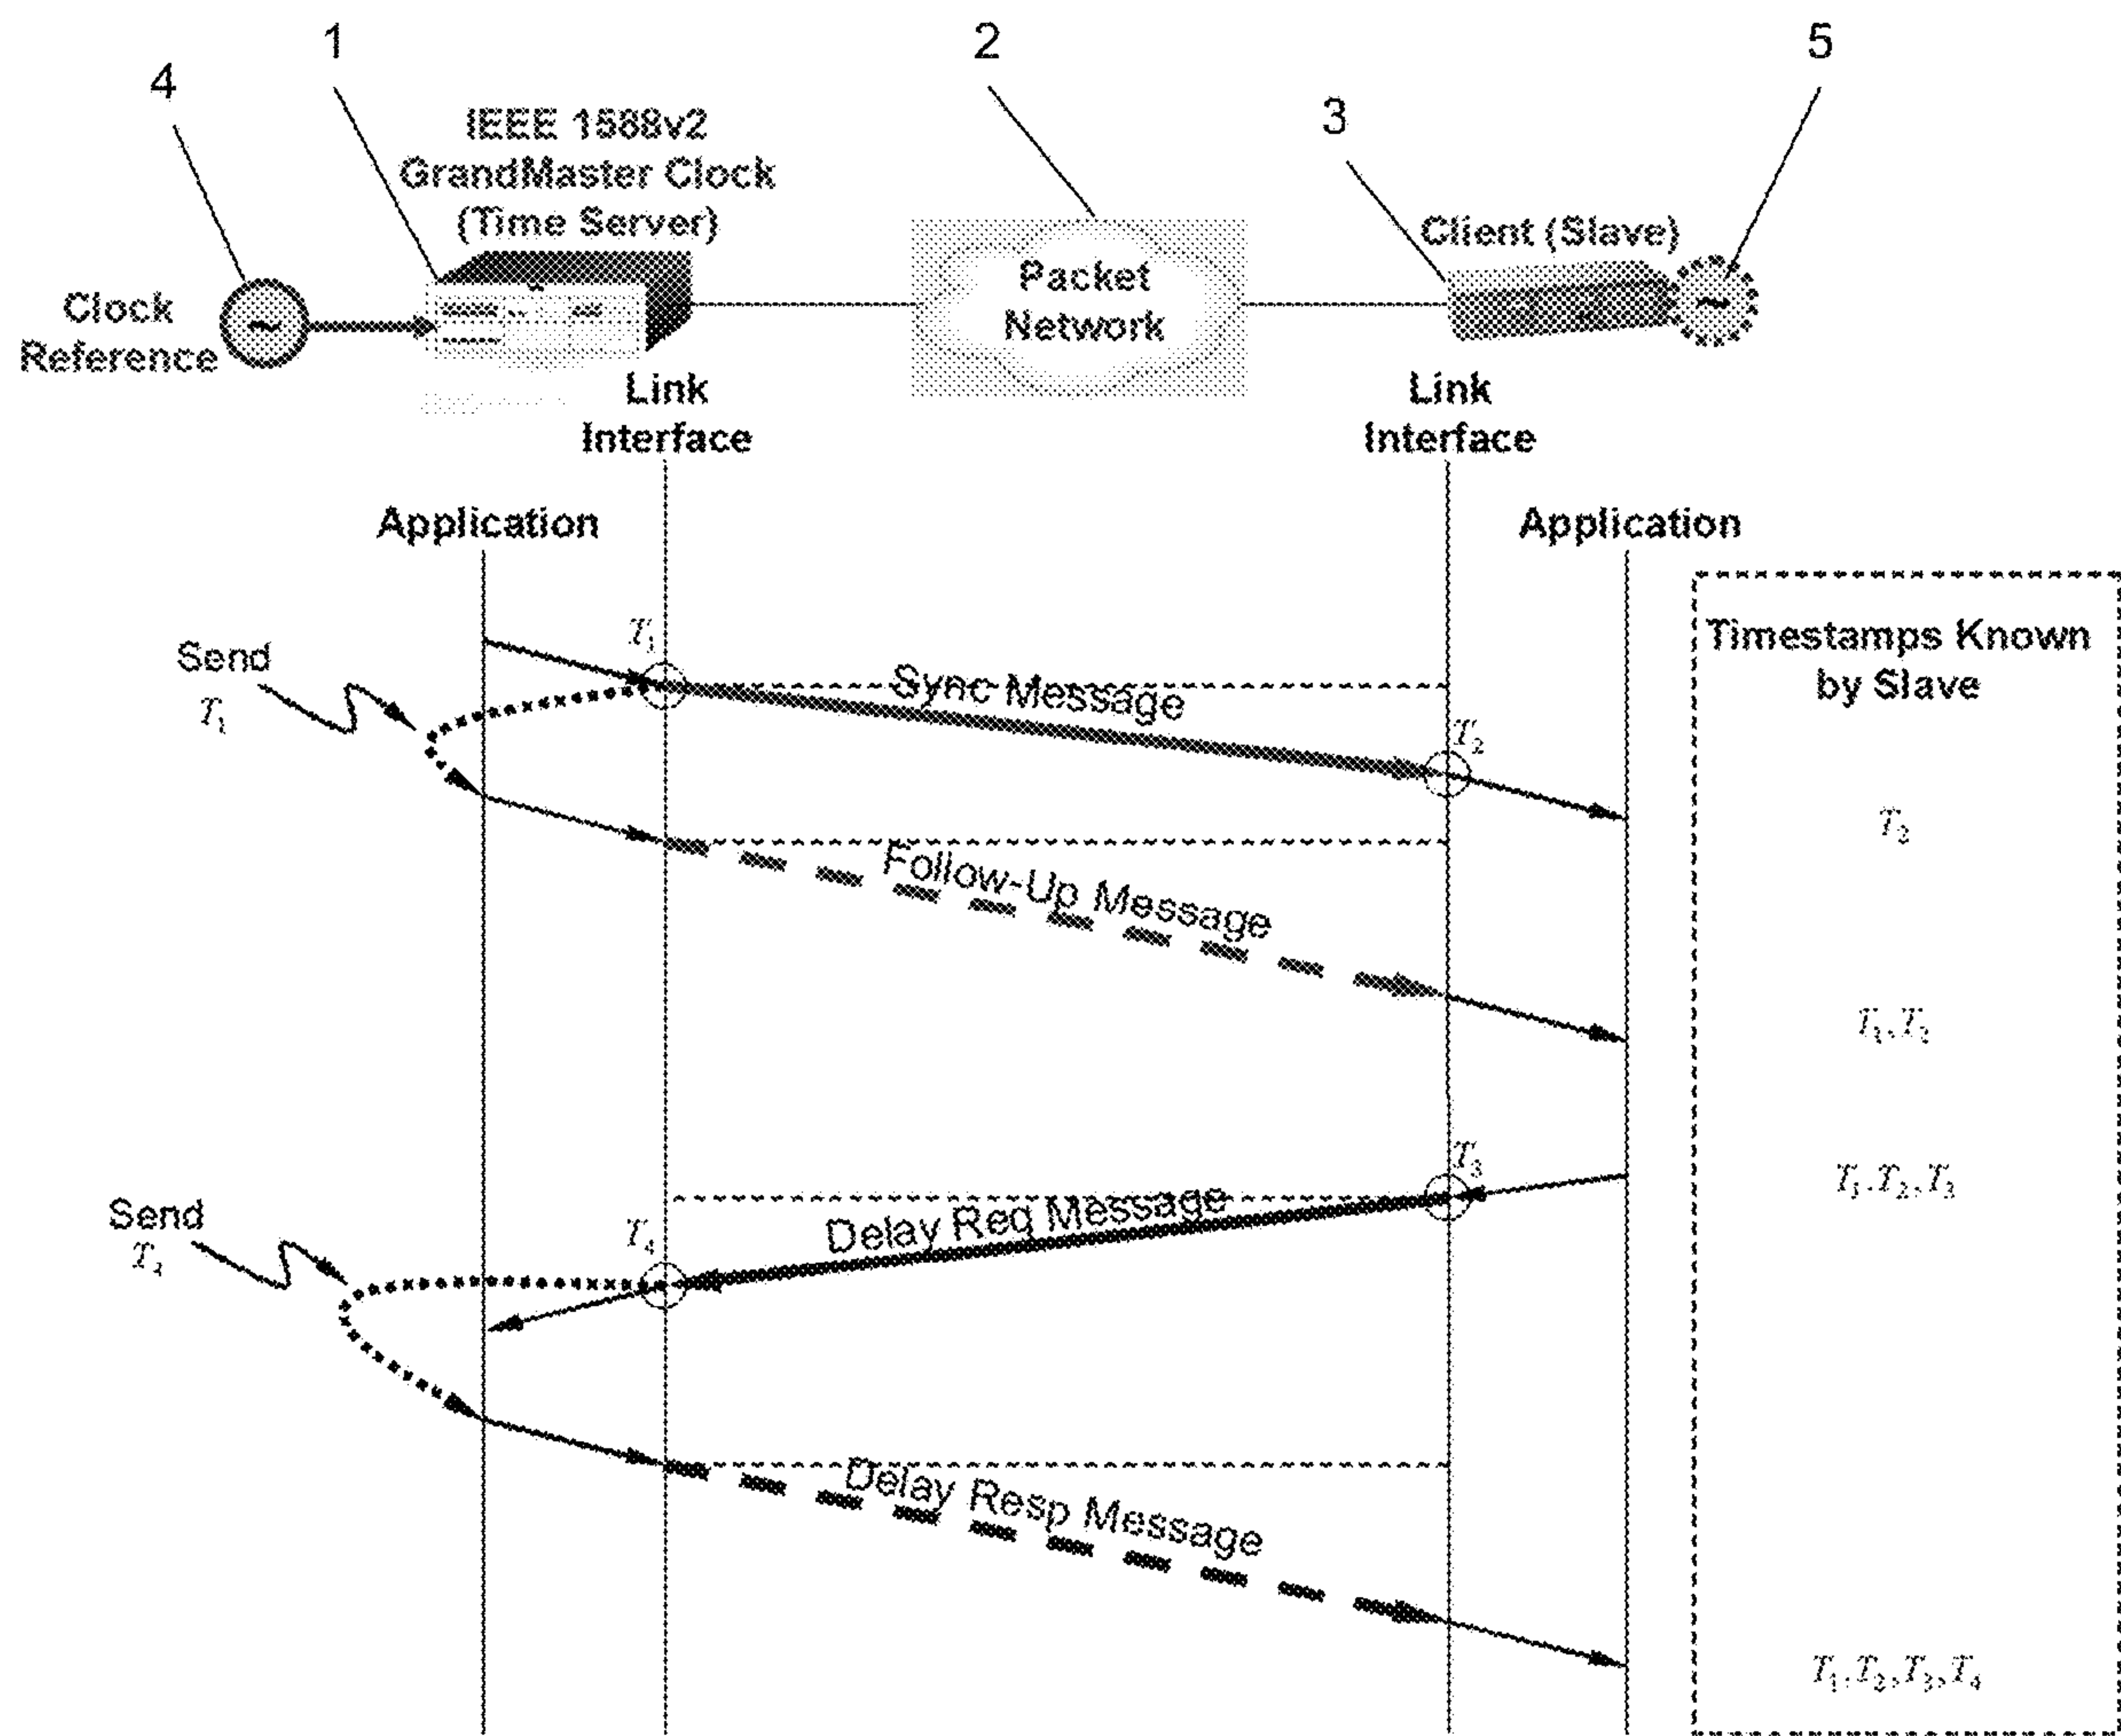 1
2
5
4
3
IEEE 1588v2
GrandMaster Clock
(Time Server)
Client (Slave)
Packet
Network
Clock
Reference
~
~
Link
Interface
Link
Interface
Application
Application
Timestamps Known
by Slave
Send
T₁
T₁
Sync Message
T₂
T₂
Follow-Up Message
T₁,T₂
T₃
T₁,T₂,T₃
Send
Delay Req Message
T₄
Delay Resp Message
T₁,T₂,T₃,T₄